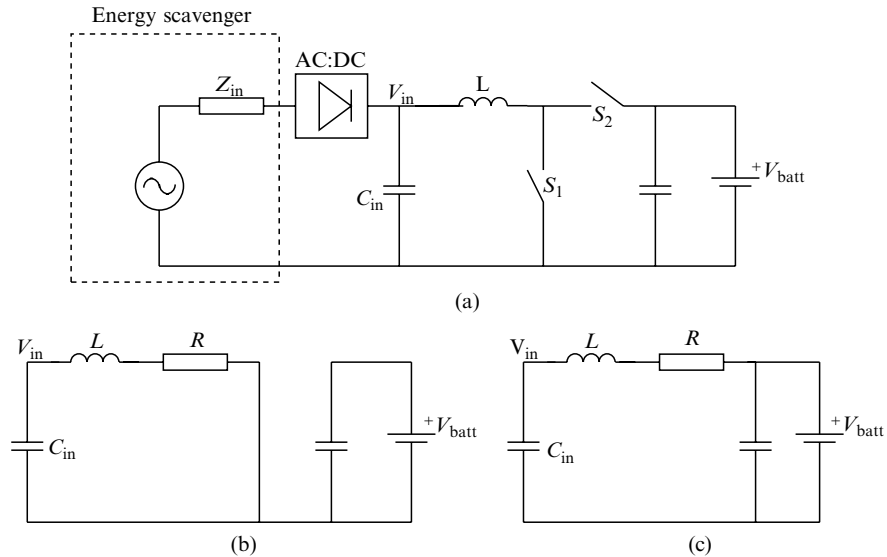 Energy scavenger
AC:DC
Z_in
V_in
L
S_2
C_in
S_1
+V_batt
(a)
V_in
L
R
C_in
+V_batt
(b)
V_in
L
R
C_in
+V_batt
(c)